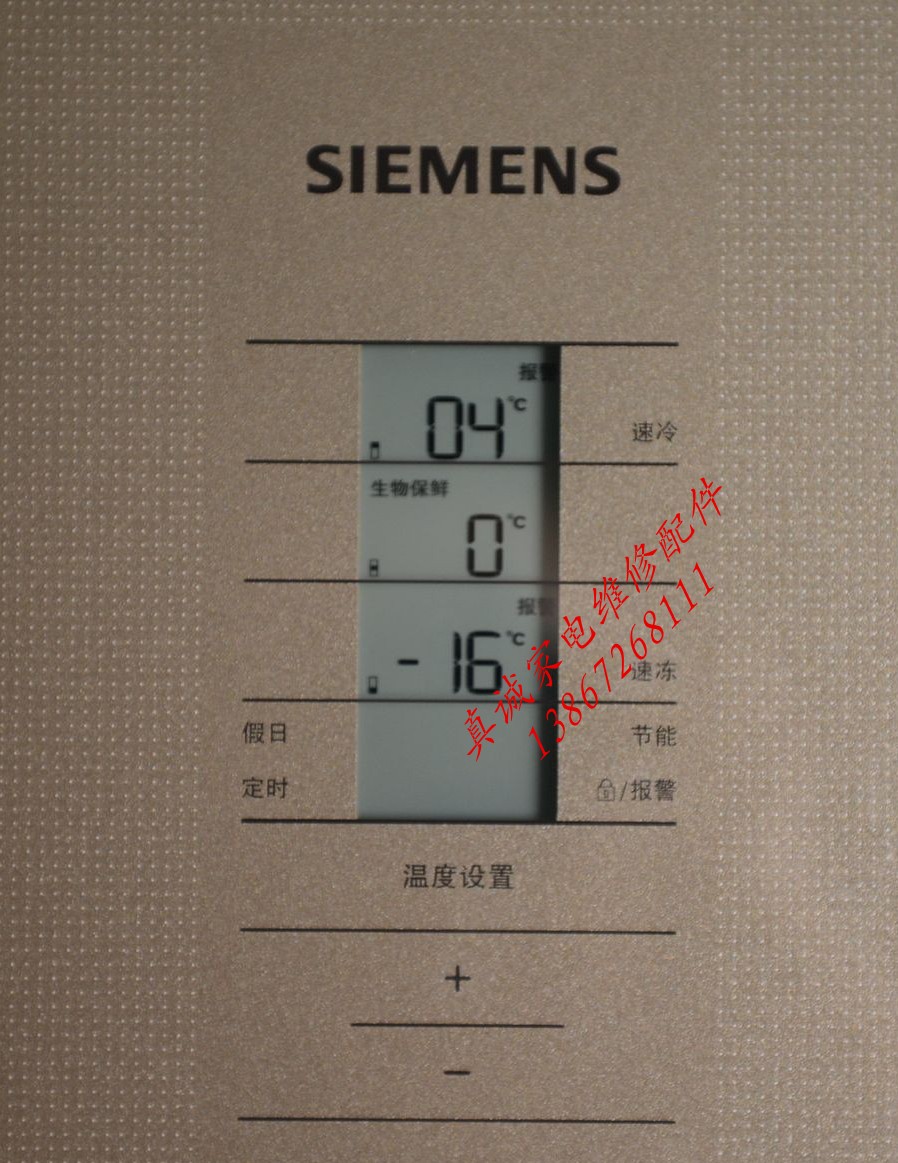 SIEMENS
报警
04°C
速冷
生物保鲜
0°C
报警
-16°C
速冻
假日
节能
定时
/报警
温度设置
+
-
真诚家电维修配件
13867268111